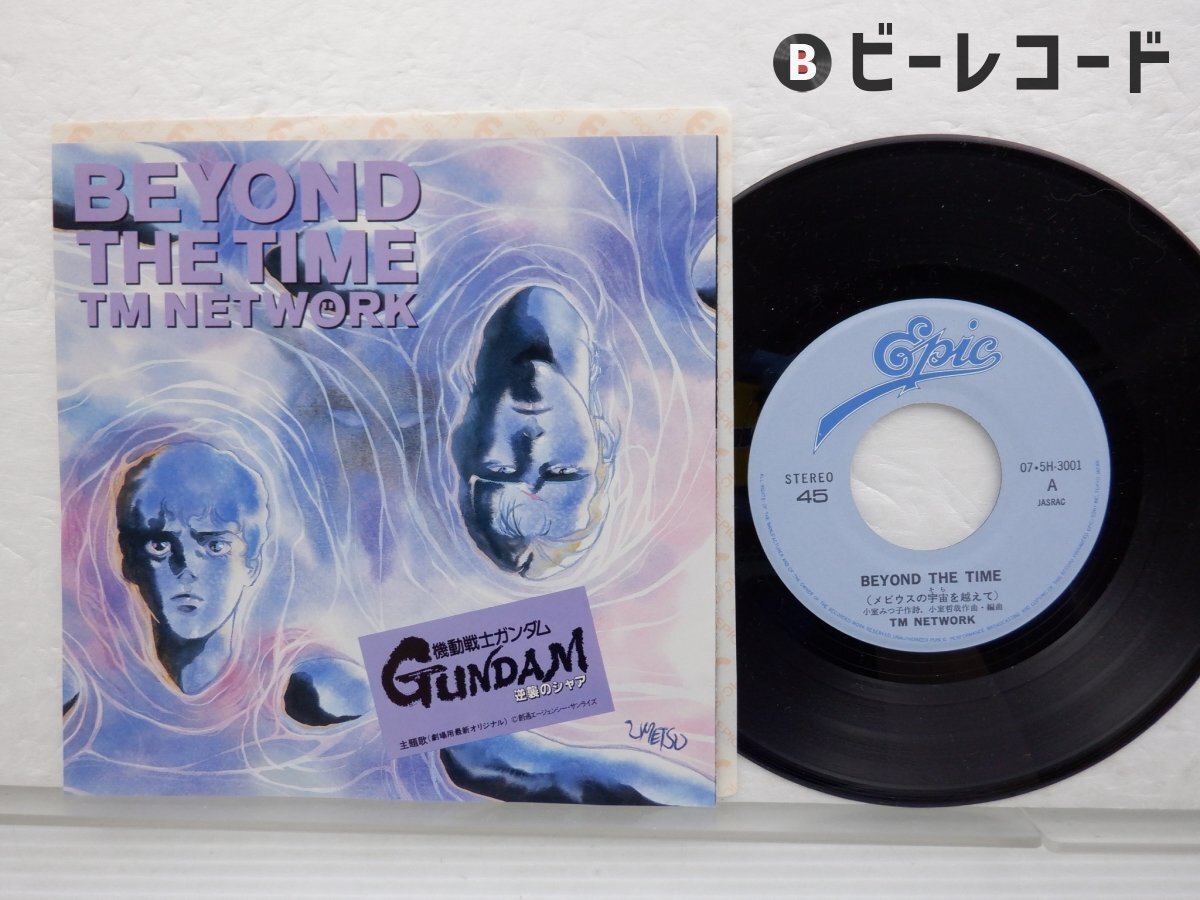 B ビーレコード
BEYOND
THE TIME
TM NETWORK
機動戦士ガンダム
GUNDAM
逆襲のシャア
主題歌(劇場用最新オリジナル) ©創通エージェンシー・サンライズ
UMETSU
Epic
STEREO
45
07・5H-3001
A
JASRAC
BEYOND THE TIME
そら
(メビウスの宇宙を越えて)
小室みつ子作詩、小室哲哉作曲・編曲
TM NETWORK